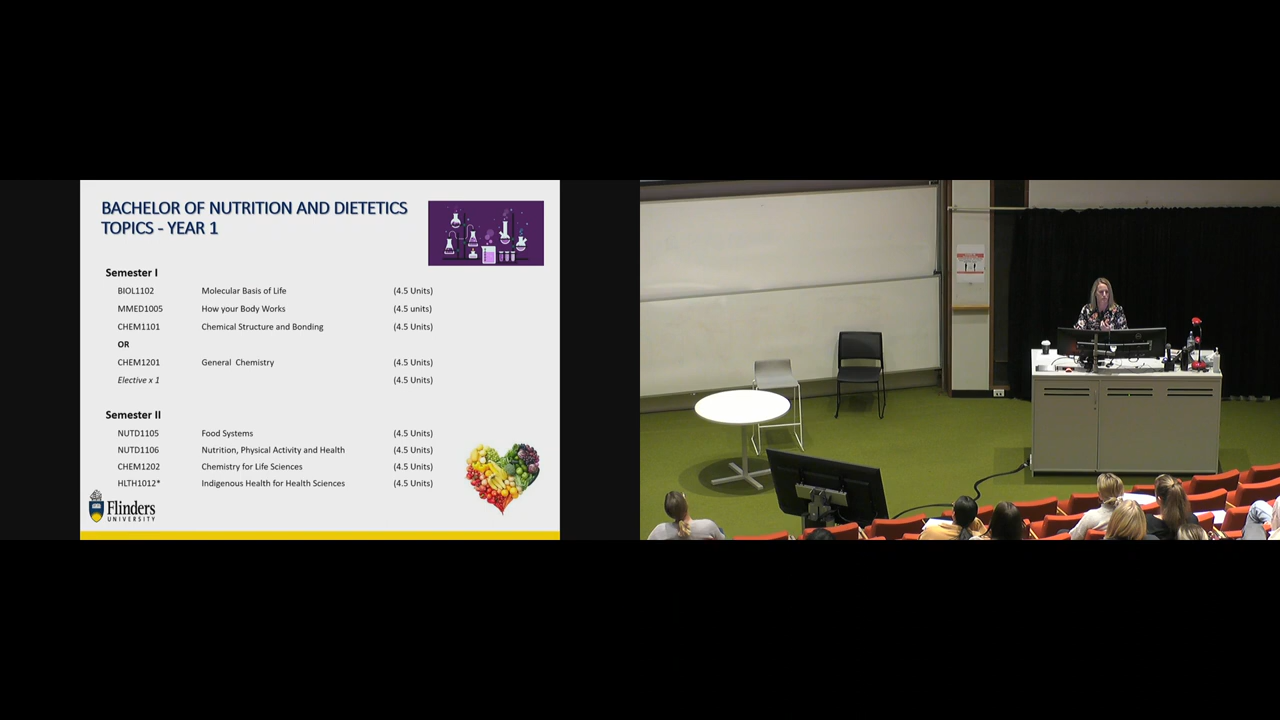 BACHELOR OF NUTRITION AND DIETETICS
TOPICS - YEAR 1
Semester I
BIOL1102 Molecular Basis of Life (4.5 Units)
MMED1005 How your Body Works (4.5 units)
CHEM1101 Chemical Structure and Bonding (4.5 Units)
OR
CHEM1201 General Chemistry (4.5 Units)
Elective x 1 (4.5 Units)
Semester II
NUTD1105 Food Systems (4.5 Units)
NUTD1106 Nutrition, Physical Activity and Health (4.5 Units)
CHEM1202 Chemistry for Life Sciences (4.5 Units)
HLTH1012* Indigenous Health for Health Sciences (4.5 Units)
Flinders
UNIVERSITY